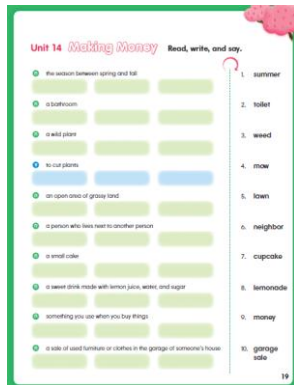 Unit 14 Making Money Read, write, and say.
the season between spring and fall
1. summer
a bathroom
2. toilet
a wild plant
3. weed
to cut plants
4. mow
an open area of grassy land
5. lawn
a person who lives next to another person
6. neighbor
a small cake
7. cupcake
a sweet drink made with lemon juice, water, and sugar
8. lemonade
something you use when you buy things
9. money
a sale of used furniture or clothes in the garage of someone's house
10. garage
sale
19